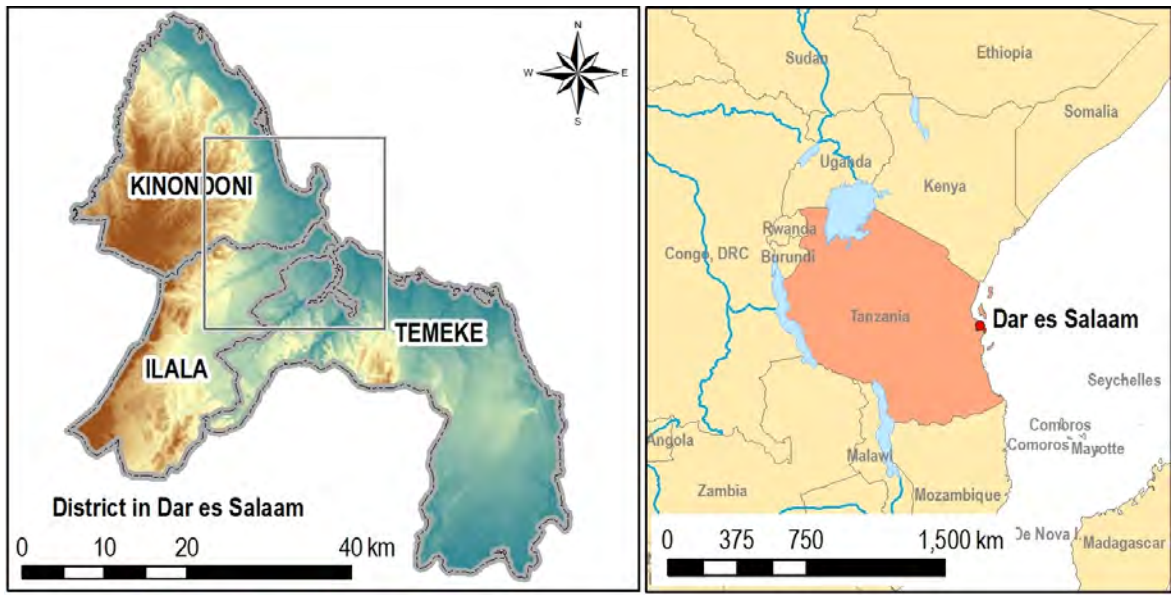 N
W E
S
KINONDONI
TEMEKE
ILALA
District in Dar es Salaam
0 10 20 40 km
Sudan
Ethiopia
Somalia
Uganda
Kenya
Rwanda
Congo, DRC
Burundi
Tanzania
Dar es Salaam
Seychelles
Combros
Comoros
Mayotte
Angola
Malawi
Zambia
Mozambique
De Nova I.
Madagascar
0 375 750 1,500 km